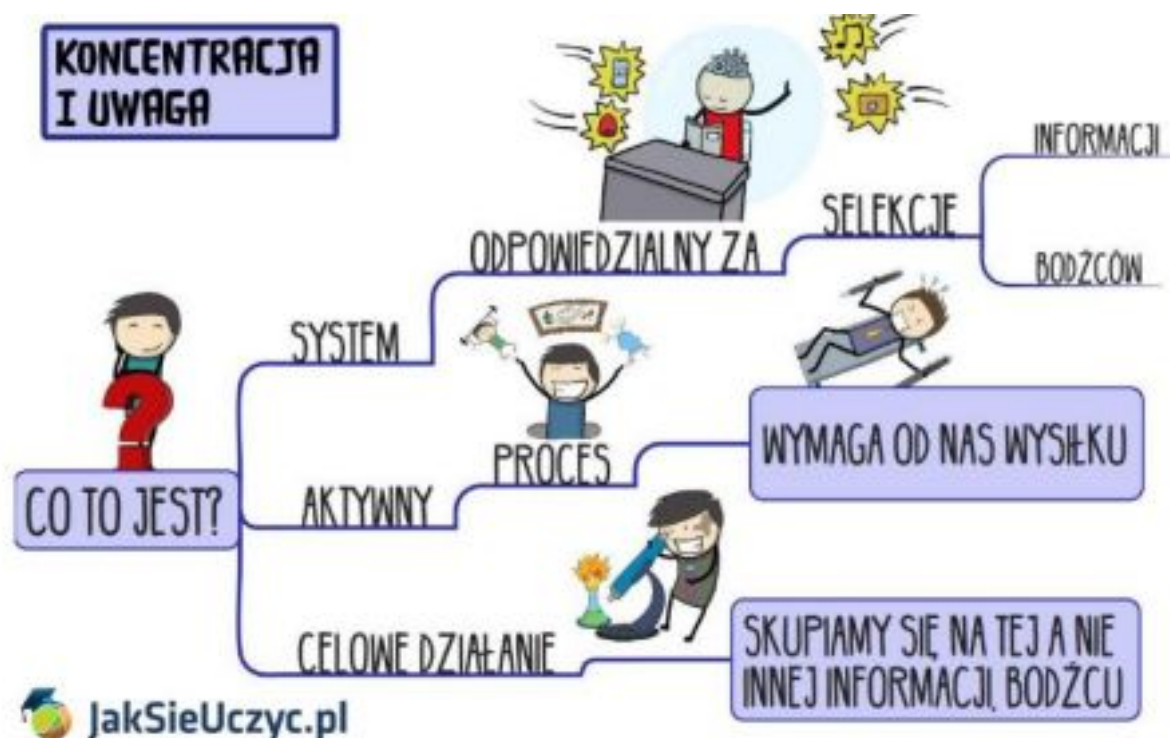 KONCENTRACJA
I UWAGA
INFORMACJI
SELEKCJE
ODPOWIEDZIALNY ZA
BODŹCÓW
SYSTEM
WYMAGA OD NAS WYSIŁKU
PROCES
AKTYWNY
CO TO JEST?
CELOWE DZIAŁANIE
SKUPIAMY SIĘ NA TEJ A NIE
INNEJ INFORMACJI, BODŹCU
JakSieUczyc.pl